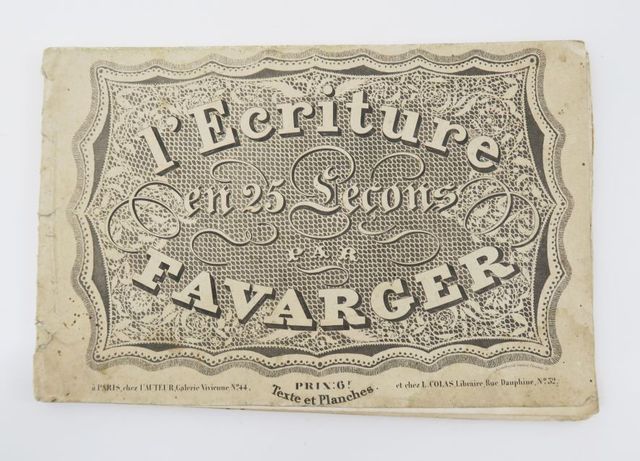 l'Ecriture
en 25 Leçons
PAR
FAVARGER
à PARIS, chez l'AUTEUR, Galerie Vivienne, N.º 44.
PRIX: 6!
Texte et Planches.
et chez L. COLAS, Libraire, Rue Dauphine, N.º 32.